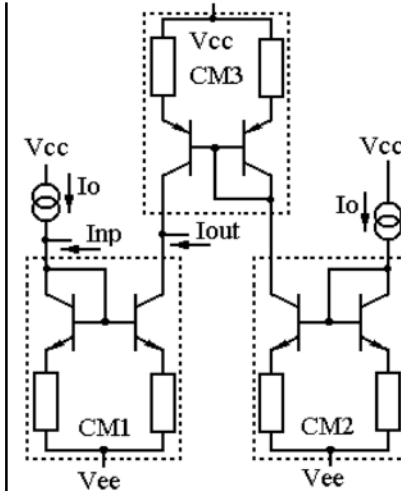 Vcc
CM3
Vcc
Io
Inp
Iout
Vcc
Io
CM1
CM2
Vee
Vee